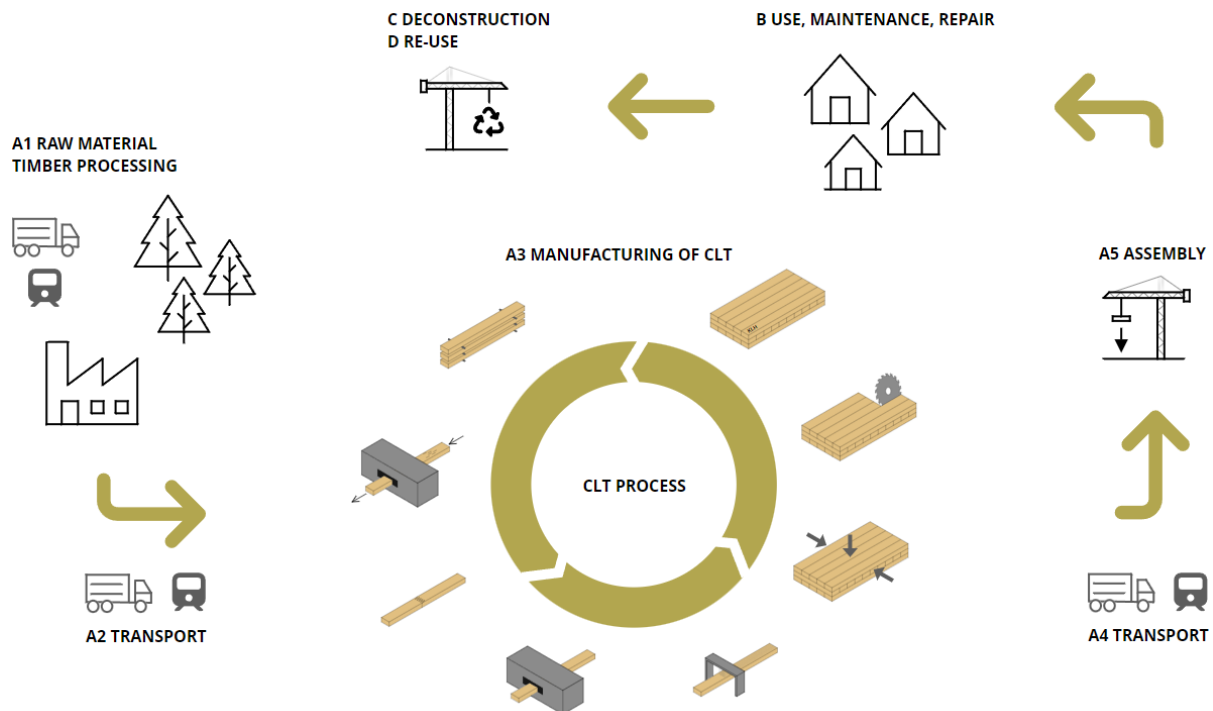 C DECONSTRUCTION
D RE-USE
B USE, MAINTENANCE, REPAIR
A1 RAW MATERIAL
TIMBER PROCESSING
A3 MANUFACTURING OF CLT
A5 ASSEMBLY
KLH
CLT PROCESS
A2 TRANSPORT
A4 TRANSPORT